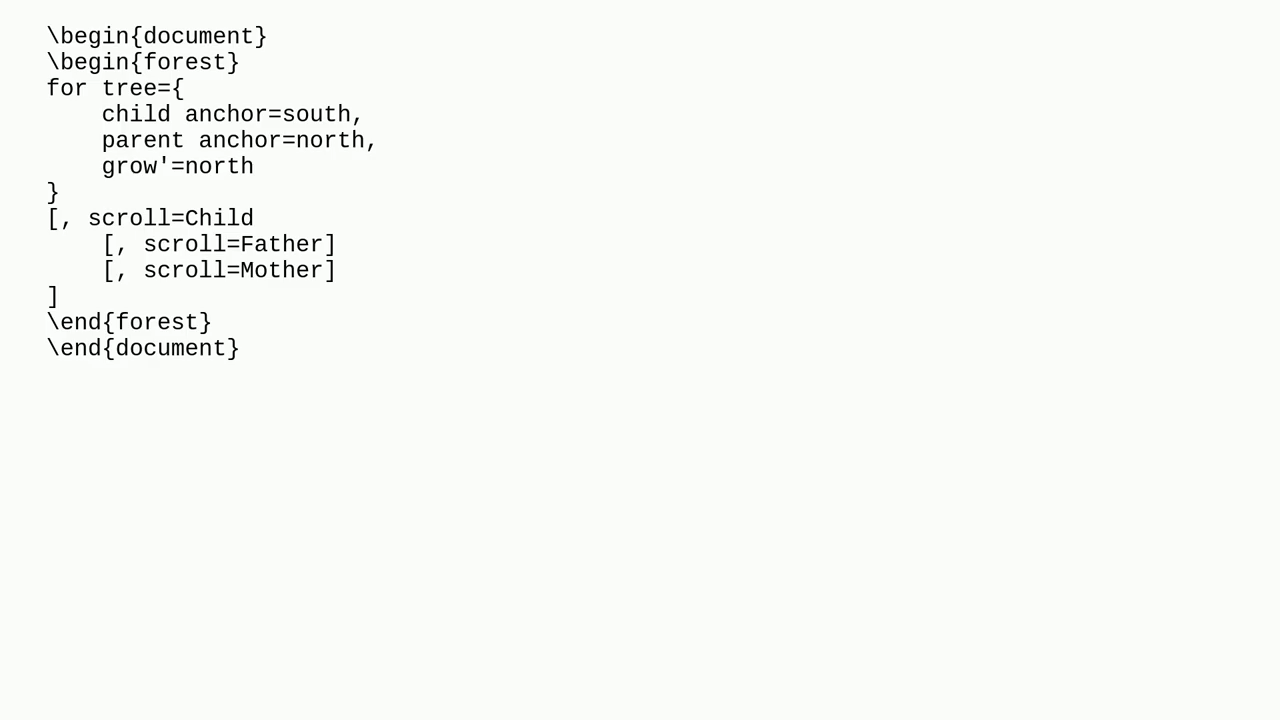 \begin{document}
\begin{forest}
for tree={
    child anchor=south,
    parent anchor=north,
    grow'=north
}
[, scroll=Child
    [, scroll=Father]
    [, scroll=Mother]
]
\end{forest}
\end{document}